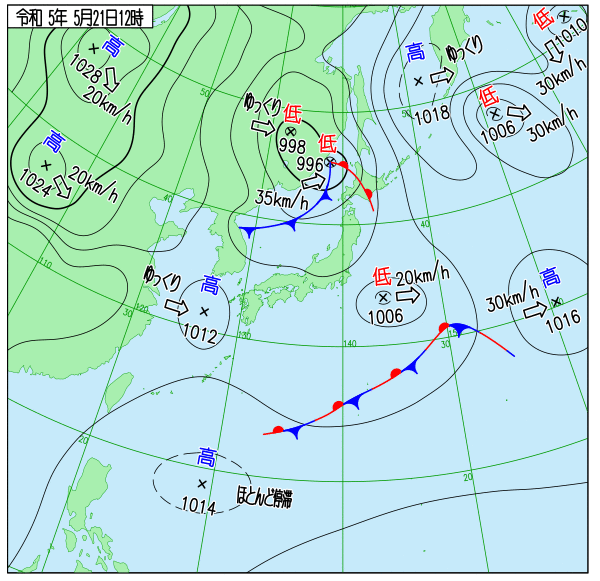 令和 5年 5月21日12時
高
1028
20km/h
高
1024
20km/h
ゆっくり
低
998
低
996
35km/h
高
1018
ゆっくり
低
1006
30km/h
低
1010
30km/h
ゆっくり
高
1012
低
1006
20km/h
高
1016
30km/h
高
1014
ほとんど停滞
50
50
40
40
30
30
20
20
110
120
130
140
150